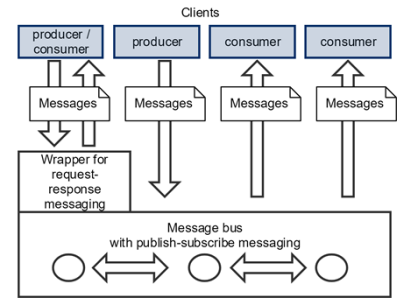 Clients
producer /
consumer
producer
consumer
consumer
Messages
Messages
Messages
Messages
Wrapper for
request-
response
messaging
Message bus
with publish-subscribe messaging